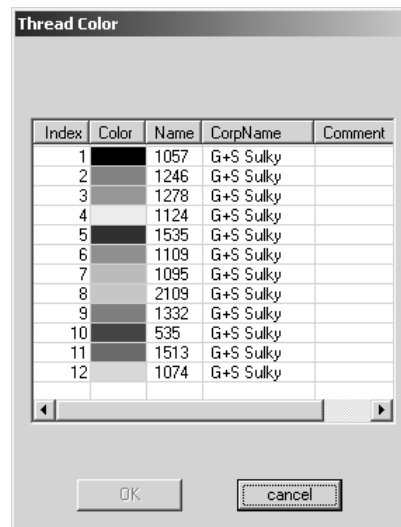 Thread Color
Index Color Name CorpName Comment
1 1057 G+S Sulky
2 1246 G+S Sulky
3 1278 G+S Sulky
4 1124 G+S Sulky
5 1535 G+S Sulky
6 1109 G+S Sulky
7 1095 G+S Sulky
8 2109 G+S Sulky
9 1332 G+S Sulky
10 535 G+S Sulky
11 1513 G+S Sulky
12 1074 G+S Sulky
OK cancel